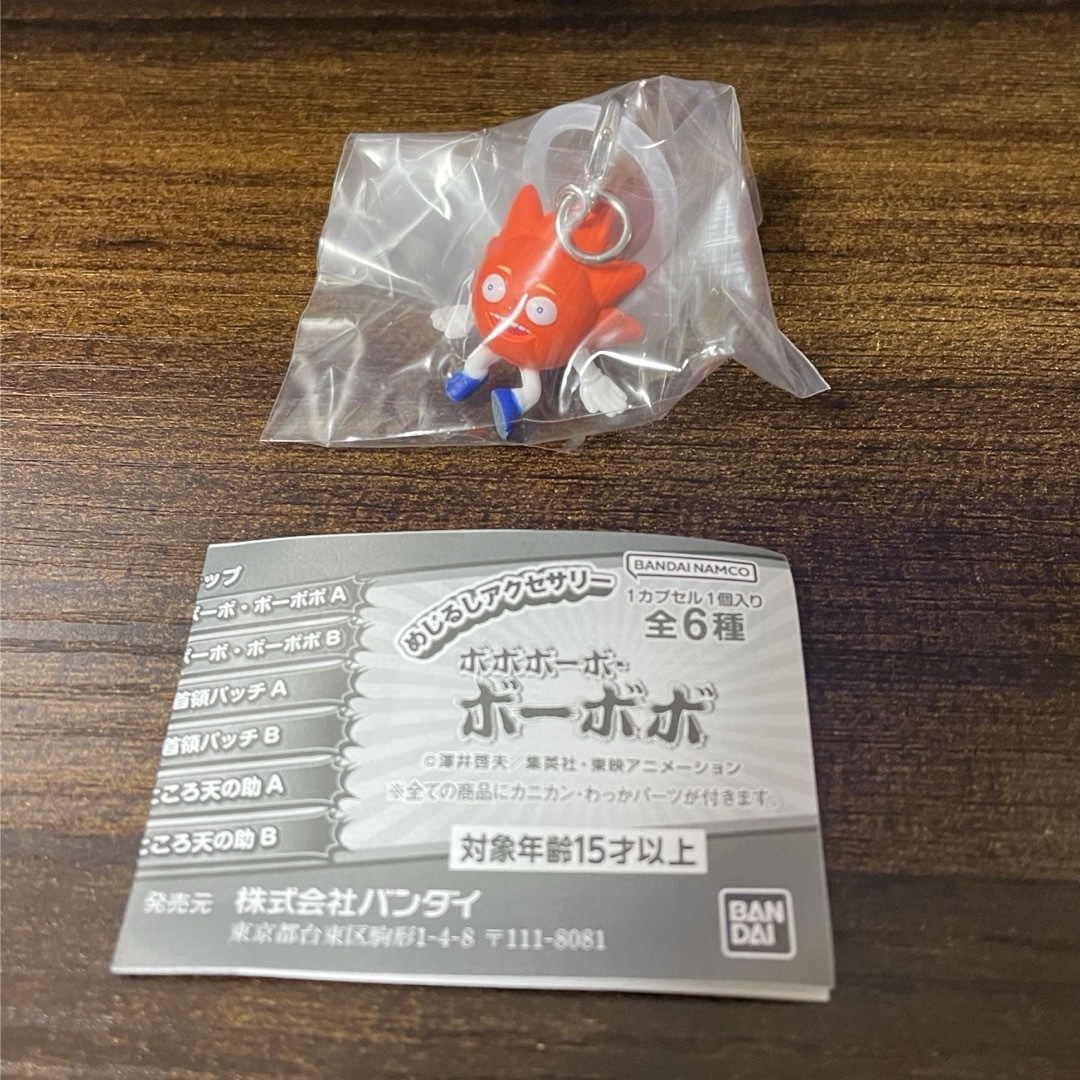 ップ
ボーボ・ボーボボ A
ボーボ・ボーボボ B
首領パッチ A
首領パッチ B
ところ天の助 A
ところ天の助 B
めじるしアクセサリー
BANDAI NAMCO
1カプセル1個入り
全6種
ボボボーボ・
ボーボボ
©澤井啓夫／集英社・東映アニメーション
※全ての商品にカニカン・わっかパーツが付きます。
対象年齢15才以上
発売元 株式会社バンダイ
東京都台東区駒形1-4-8 〒111-8081
BAN
DAI